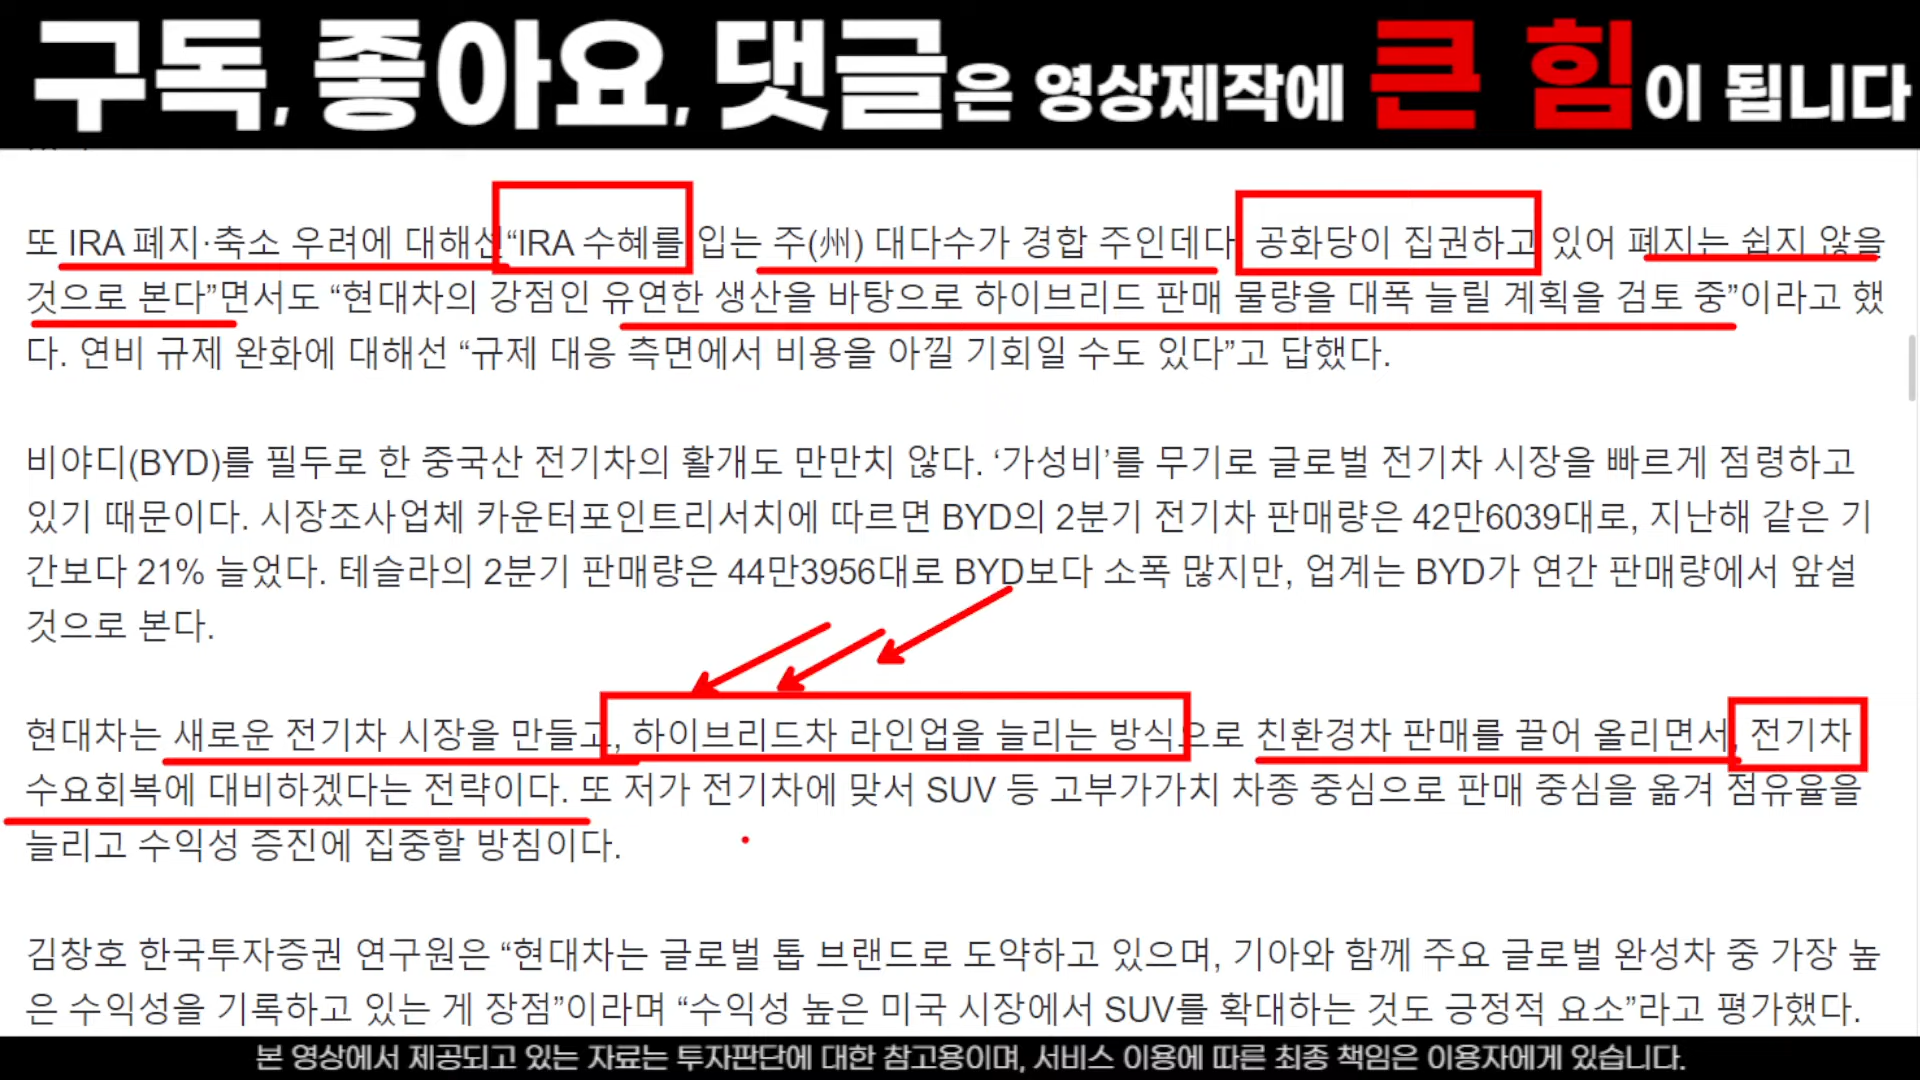 구독, 좋아요, 댓글은 영상제작에 큰 힘이 됩니다
또 IRA 폐지·축소 우려에 대해선 “IRA 수혜를 입는 주(州) 대다수가 경합 주인데다 공화당이 집권하고 있어 폐지는 쉽지 않을
것으로 본다”면서도 “현대차의 강점인 유연한 생산을 바탕으로 하이브리드 판매 물량을 대폭 늘릴 계획을 검토 중”이라고 했
다. 연비 규제 완화에 대해선 “규제 대응 측면에서 비용을 아낄 기회일 수도 있다”고 답했다.
비야디(BYD)를 필두로 한 중국산 전기차의 활개도 만만치 않다. ‘가성비’를 무기로 글로벌 전기차 시장을 빠르게 점령하고
있기 때문이다. 시장조사업체 카운터포인트리서치에 따르면 BYD의 2분기 전기차 판매량은 42만6039대로, 지난해 같은 기
간보다 21% 늘었다. 테슬라의 2분기 판매량은 44만3956대로 BYD보다 소폭 많지만, 업계는 BYD가 연간 판매량에서 앞설
것으로 본다.
현대차는 새로운 전기차 시장을 만들고, 하이브리드차 라인업을 늘리는 방식으로 친환경차 판매를 끌어 올리면서, 전기차
수요회복에 대비하겠다는 전략이다. 또 저가 전기차에 맞서 SUV 등 고부가가치 차종 중심으로 판매 중심을 옮겨 점유율을
늘리고 수익성 증진에 집중할 방침이다.
김창호 한국투자증권 연구원은 “현대차는 글로벌 톱 브랜드로 도약하고 있으며, 기아와 함께 주요 글로벌 완성차 중 가장 높
은 수익성을 기록하고 있는 게 장점”이라며 “수익성 높은 미국 시장에서 SUV를 확대하는 것도 긍정적 요소”라고 평가했다.
본 영상에서 제공되고 있는 자료는 투자판단에 대한 참고용이며, 서비스 이용에 따른 최종 책임은 이용자에게 있습니다.